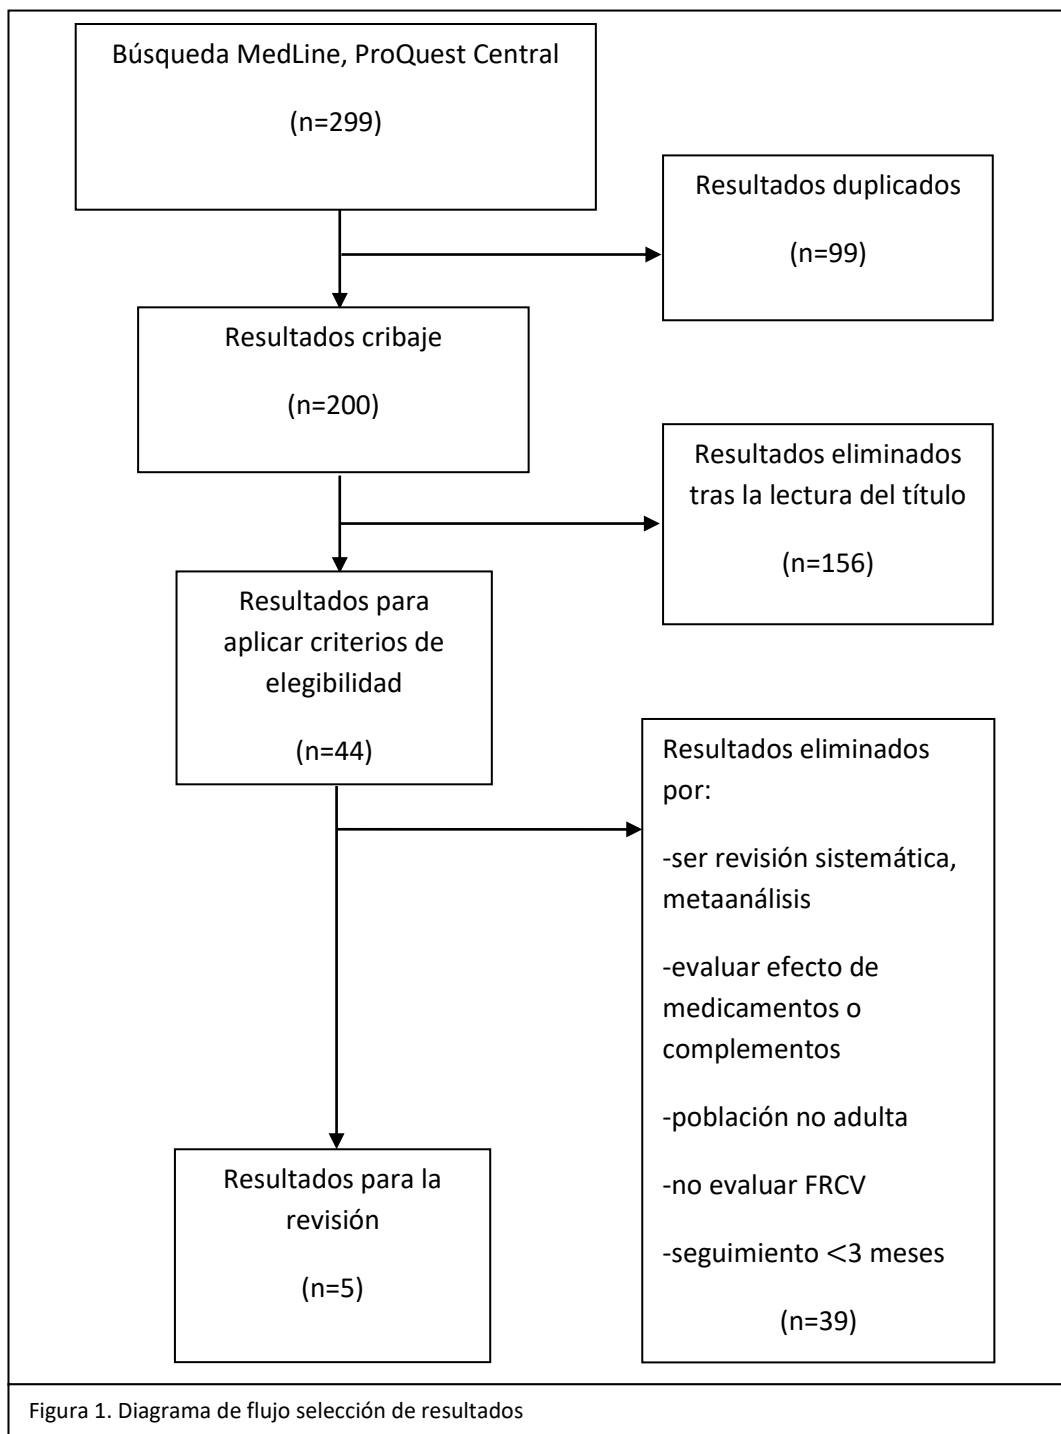 Búsqueda MedLine, ProQuest Central
(n=299)
Resultados duplicados
(n=99)
Resultados cribaje
(n=200)
Resultados eliminados
tras la lectura del título
(n=156)
Resultados para
aplicar criterios de
elegibilidad
(n=44)
Resultados eliminados
por:
-ser revisión sistemática,
metaanálisis
-evaluar efecto de
medicamentos o
complementos
-población no adulta
-no evaluar FRCV
-seguimiento <3 meses
(n=39)
Resultados para la
revisión
(n=5)
Figura 1. Diagrama de flujo selección de resultados